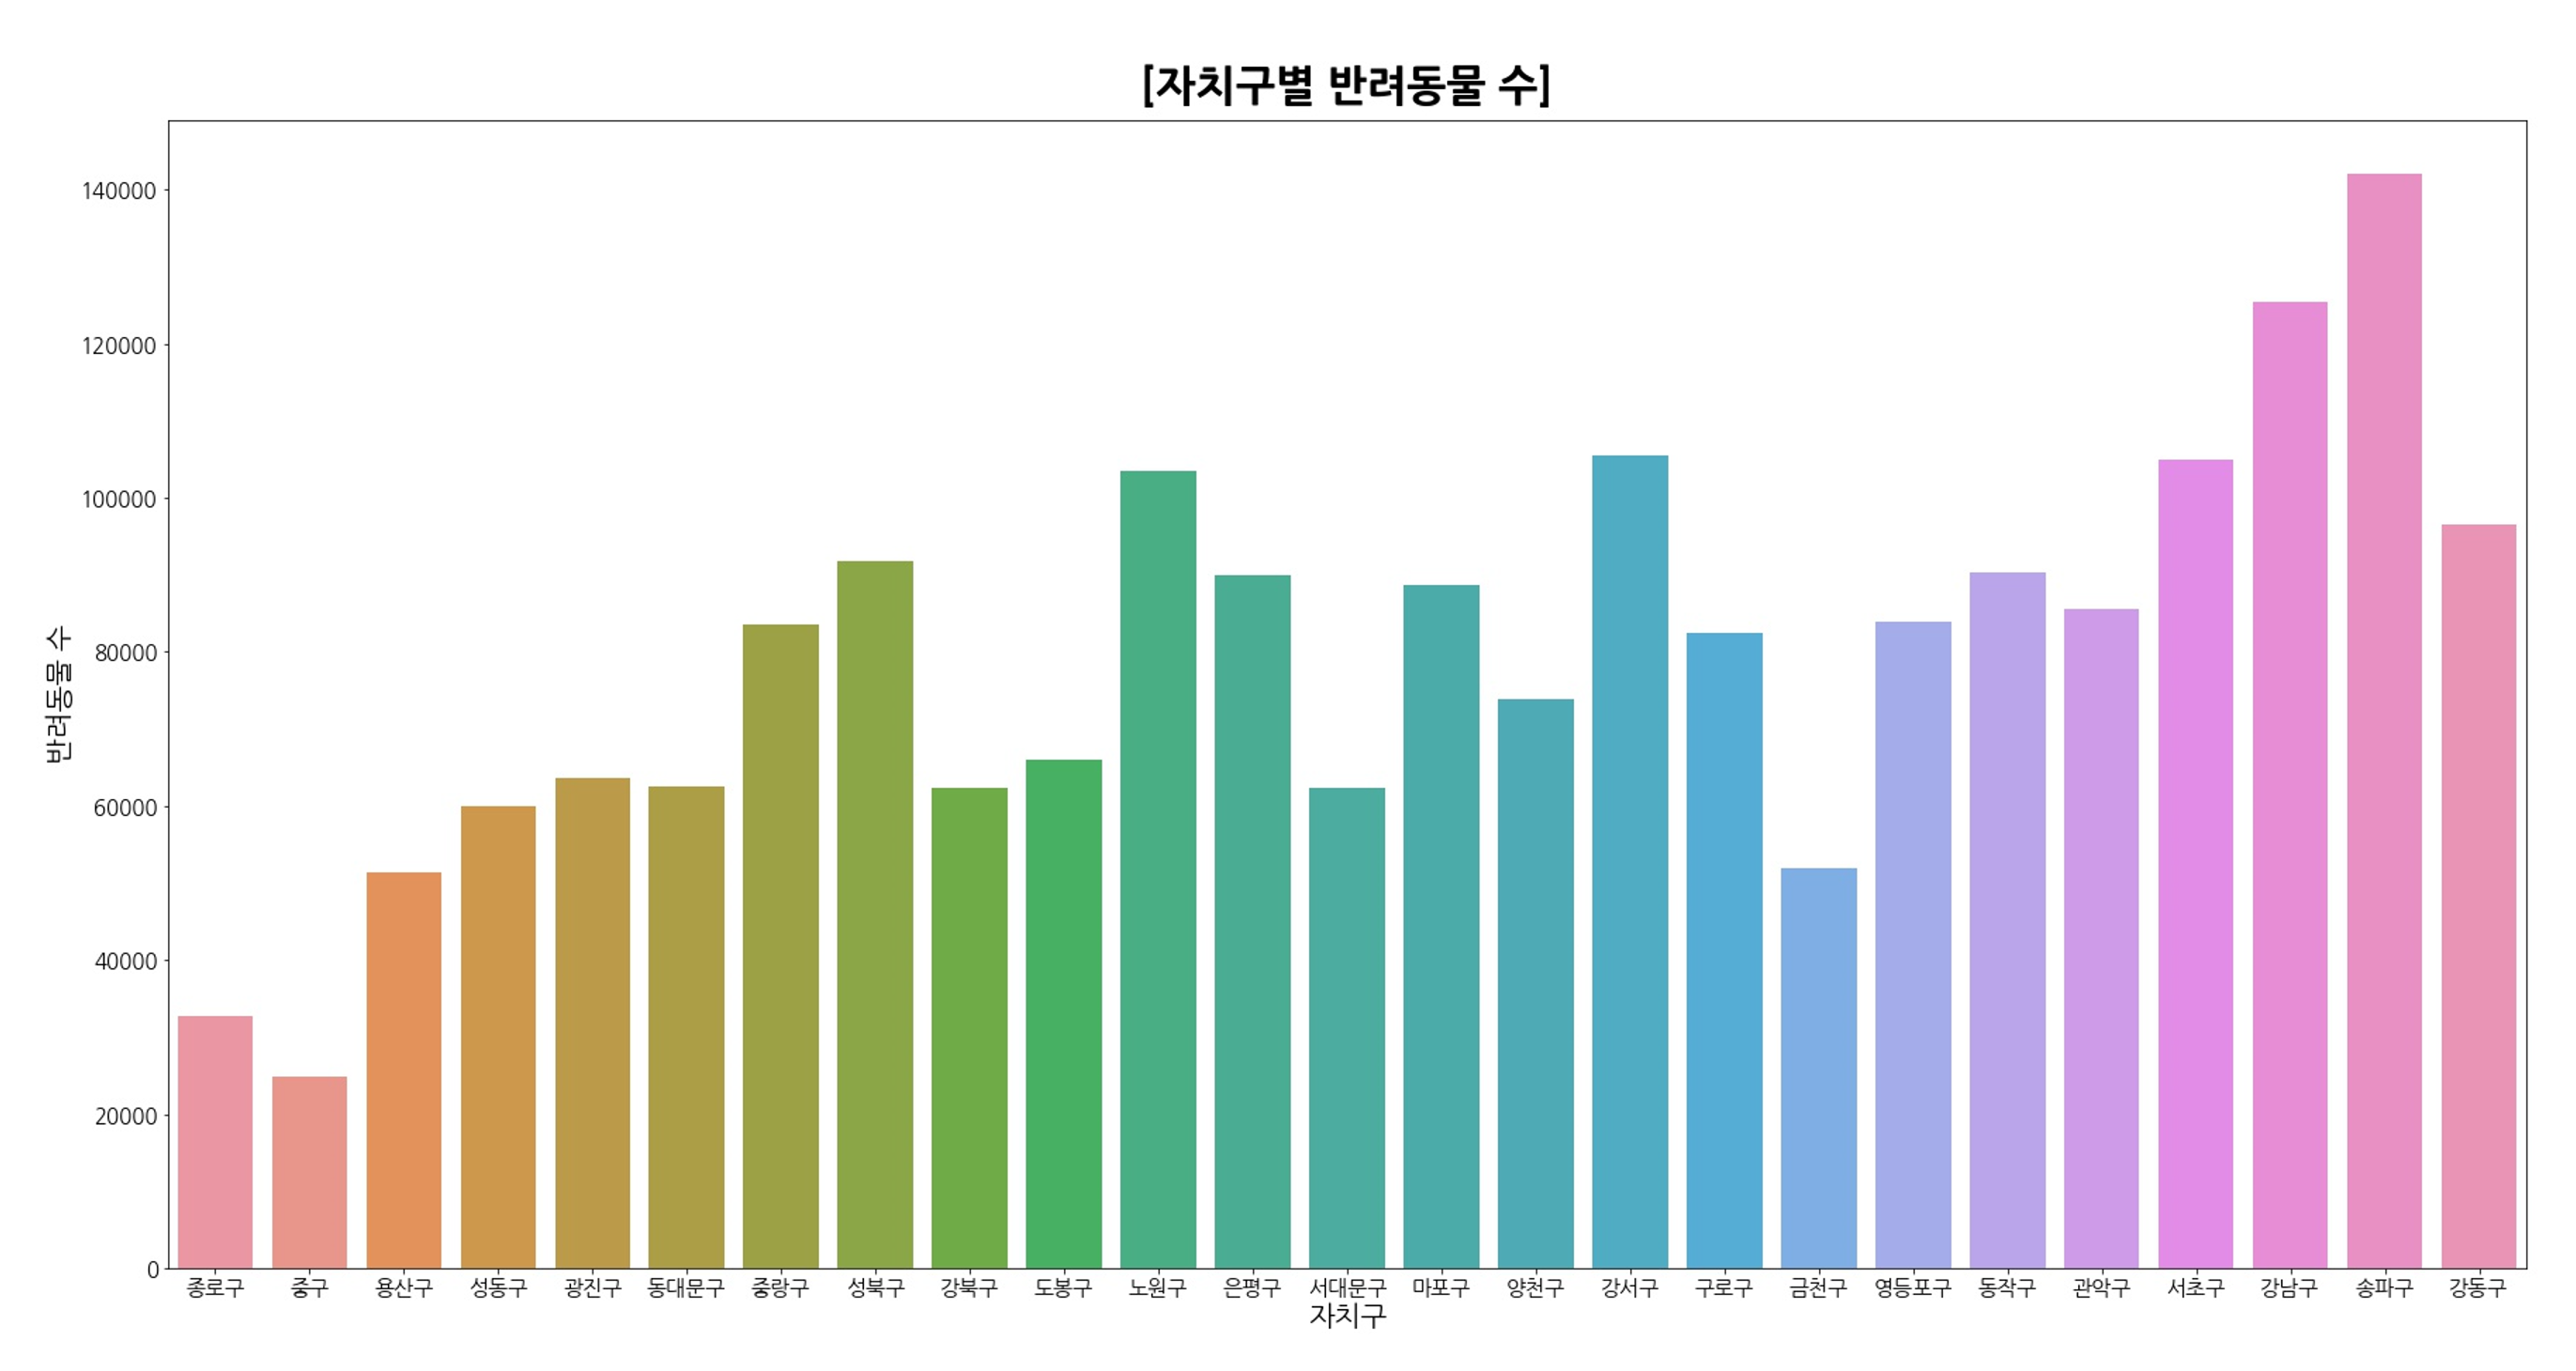 [자치구별 반려동물 수]
반려동물 수
140000
120000
100000
80000
60000
40000
20000
0
종로구 중구 용산구 성동구 광진구 동대문구 중랑구 성북구 강북구 도봉구 노원구 은평구 서대문구 마포구 양천구 강서구 구로구 금천구 영등포구 동작구 관악구 서초구 강남구 송파구 강동구
자치구